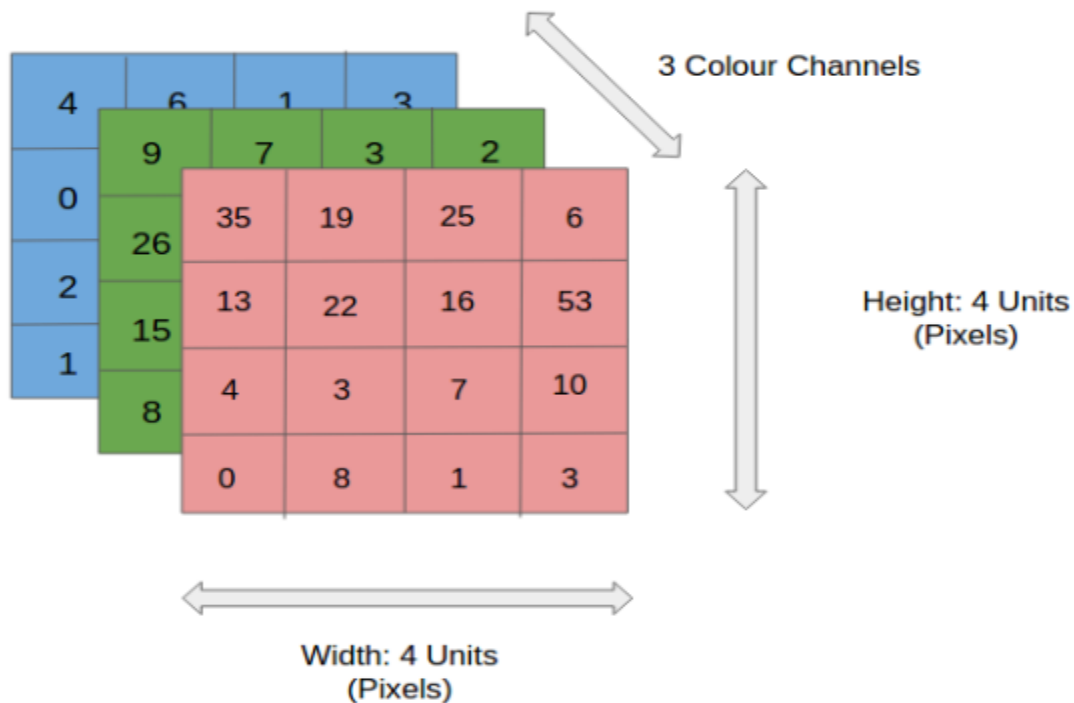 3 Colour Channels
4 6 1 3
0
2
1
9 7 3 2
26
15
8
35 19 25 6
13 22 16 53
4 3 7 10
0 8 1 3
Height: 4 Units
(Pixels)
Width: 4 Units
(Pixels)